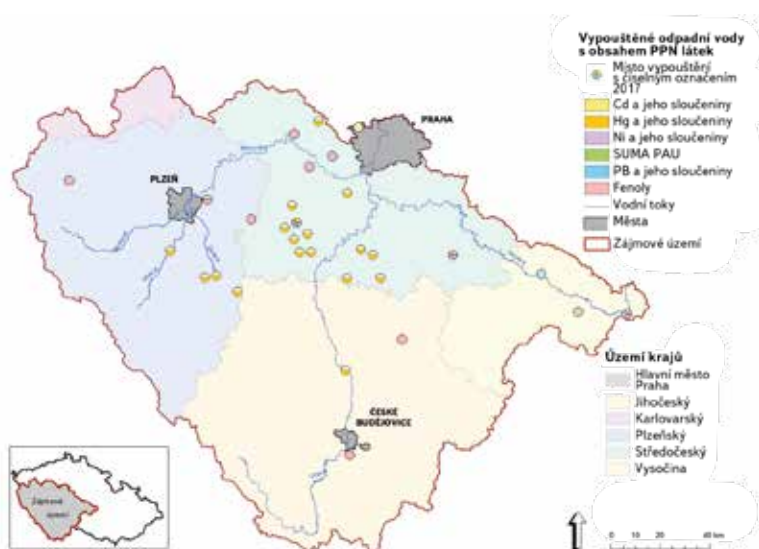 Vypouštěné odpadní vody
s obsahem PPN látek
Místo vypouštění
s číselným označením
2017
Cd a jeho sloučeniny
Hg a jeho sloučeniny
Ni a jeho sloučeniny
SUMA PAU
PB a jeho sloučeniny
Fenoly
Vodní toky
Města
Zájmové území
PRAHA
PLZEŇ
ČESKÉ
BUDĚJOVICE
Území krajů
Hlavní město
Praha
Jihočeský
Karlovarský
Plzeňský
Středočeský
Vysočina
Zájmové
území
0 10 20 40 km